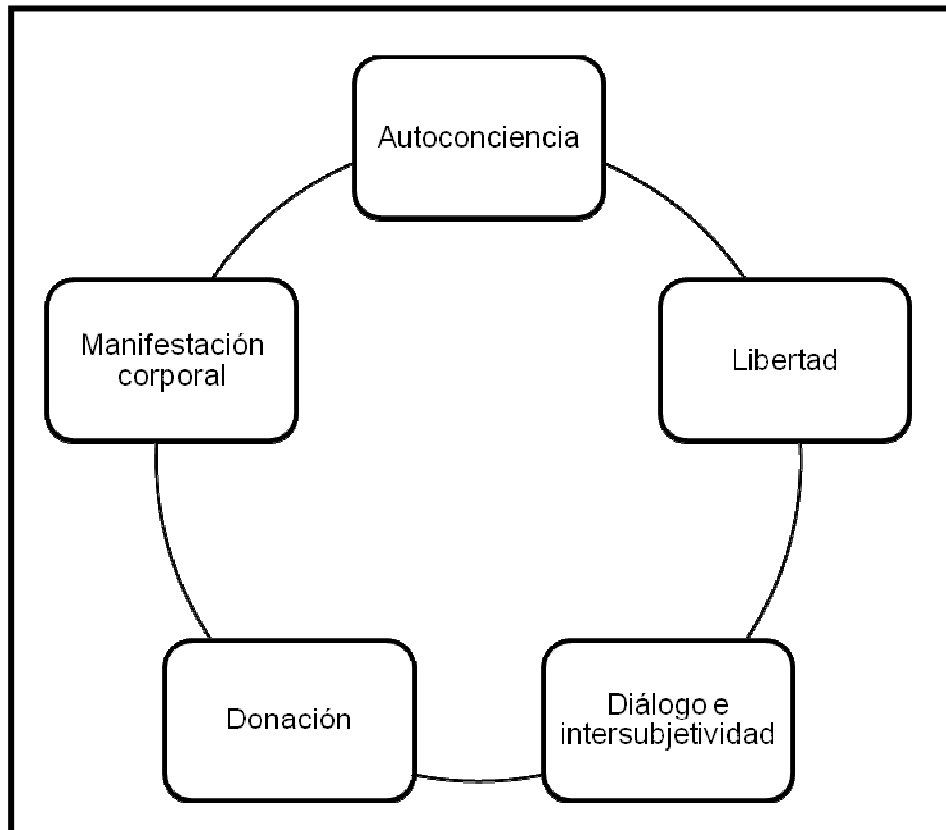 Autoconciencia
Manifestación
corporal
Libertad
Donación
Diálogo e
intersubjetividad